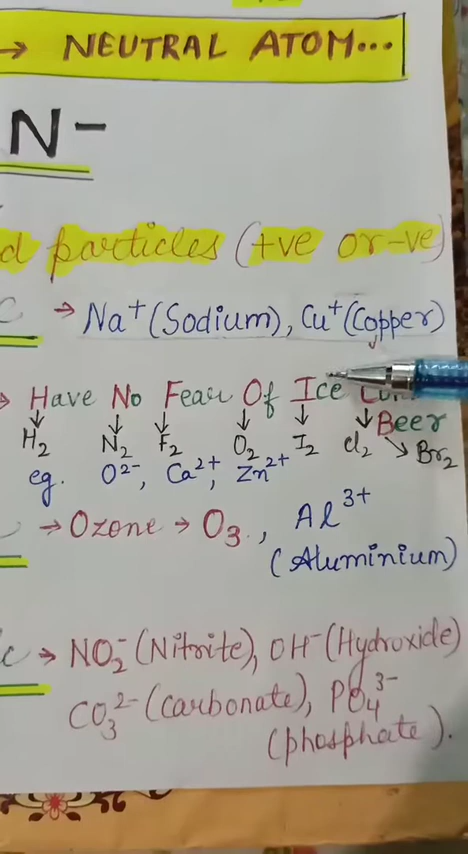 → NEUTRAL ATOM...
N-
d particles (+ve or -ve)
c → Na⁺ (Sodium), Cu⁺ (Copper)
→ Have No Fear Of Ice
Beer
H₂ N₂ F₂ O₂ I₂ Cl₂ Br₂
eg. O²⁻, Ca²⁺, Zn²⁺
→ Ozone → O₃, Al³⁺
(Aluminium)
c → NO₂⁻ (Nitrite), OH⁻ (Hydroxide)
CO₃²⁻ (Carbonate), PO₄³⁻
(phosphate).